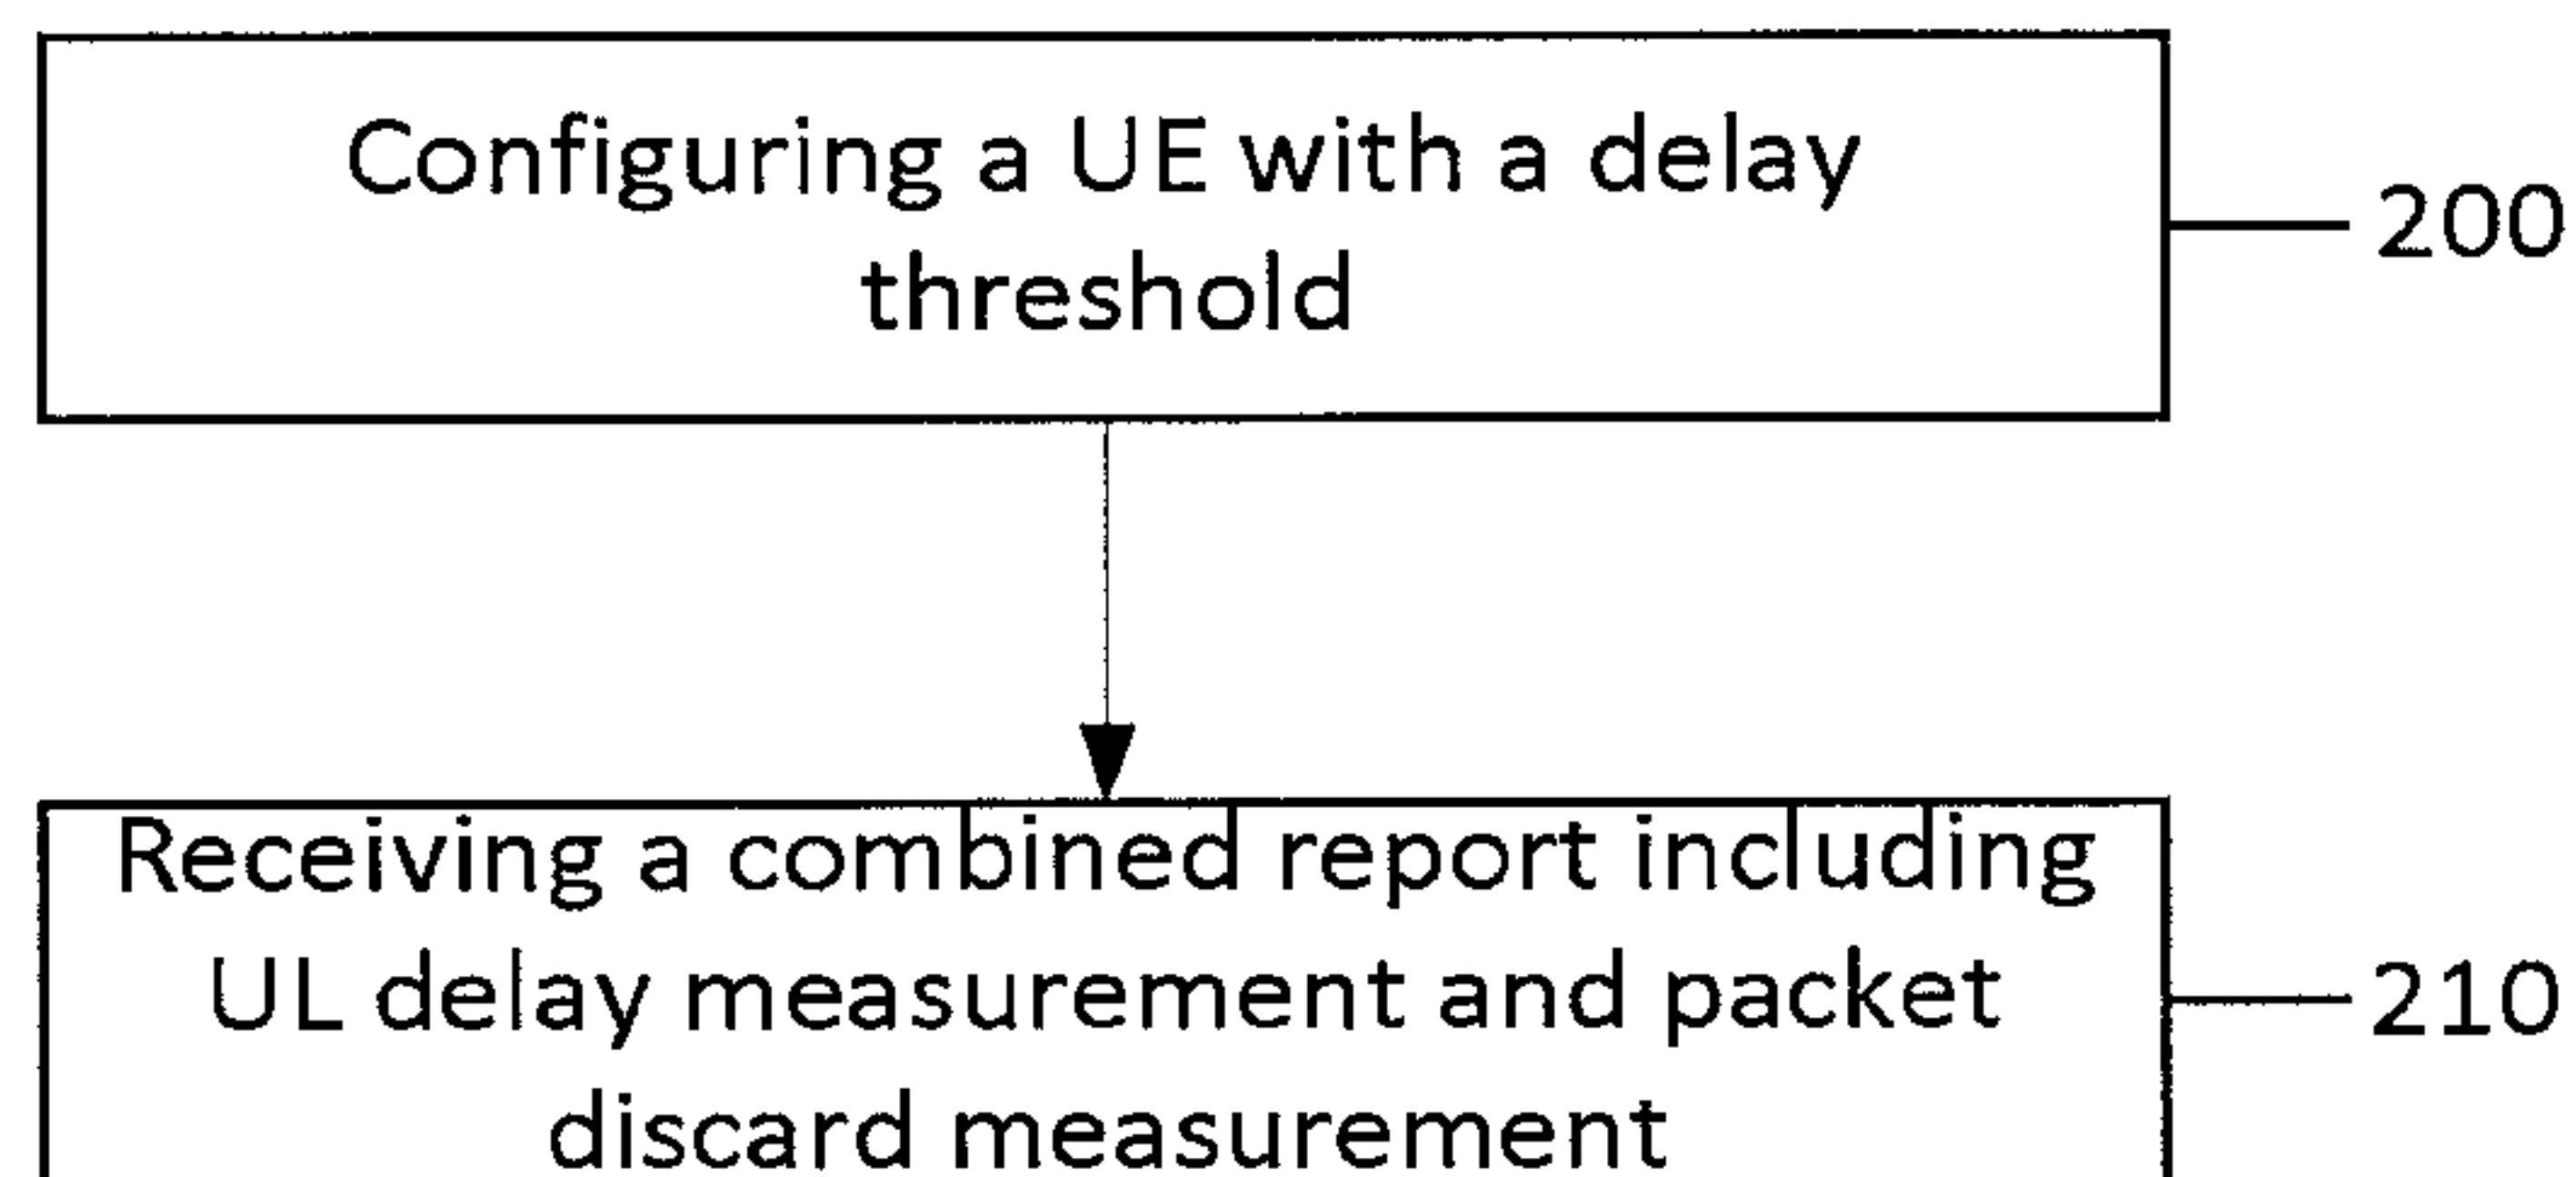 Configuring a UE with a delay
threshold
200
Receiving a combined report including
UL delay measurement and packet
discard measurement
210